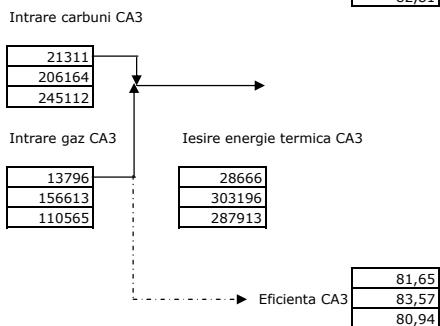 Intrare carbuni CA3
21311
206164
245112
Intrare gaz CA3 Iesire energie termica CA3
13796 28666
156613 303196
110565 287913
81,65
Eficienta CA3 83,57
80,94